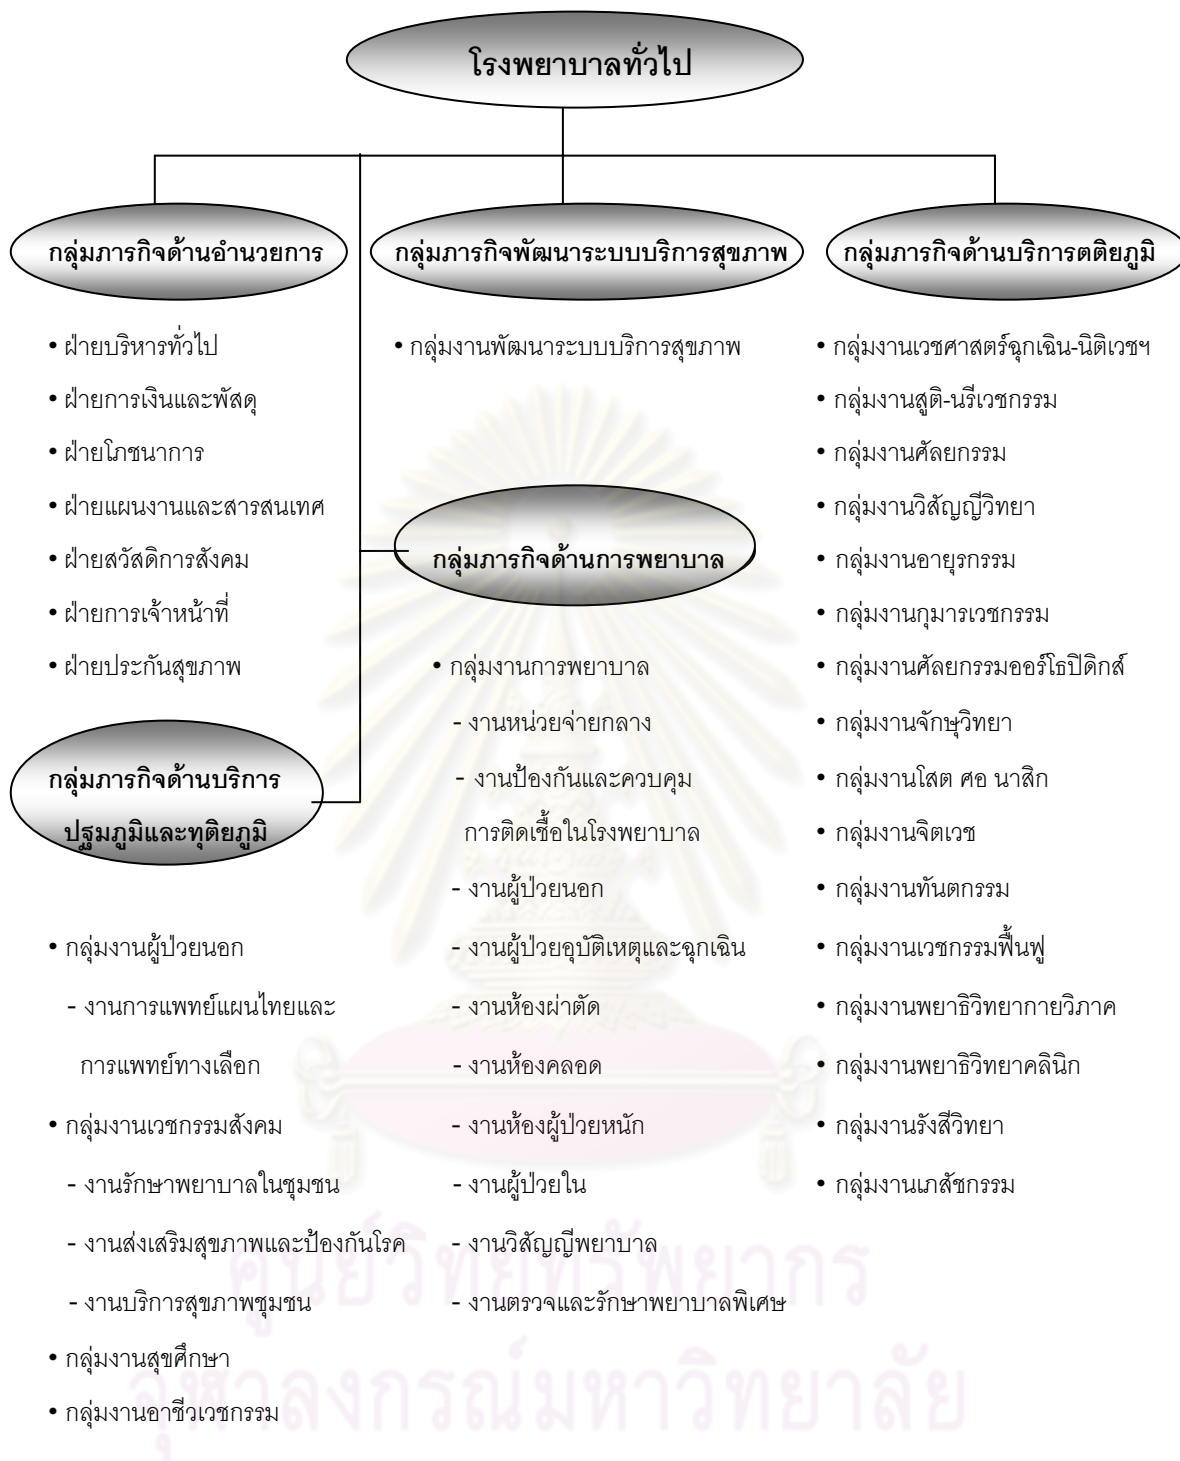 โรงพยาบาลทั่วไป
กลุ่มภารกิจด้านอำนวยการ
• ฝ่ายบริหารทั่วไป
• ฝ่ายการเงินและพัสดุ
• ฝ่ายโภชนาการ
• ฝ่ายแผนงานและสารสนเทศ
• ฝ่ายสวัสดิการสังคม
• ฝ่ายการเจ้าหน้าที่
• ฝ่ายประกันสุขภาพ
กลุ่มภารกิจด้านบริการ
ปฐมภูมิและทุติยภูมิ
• กลุ่มงานผู้ป่วยนอก
- งานการแพทย์แผนไทยและ
การแพทย์ทางเลือก
• กลุ่มงานเวชกรรมสังคม
- งานรักษาพยาบาลในชุมชน
- งานส่งเสริมสุขภาพและป้องกันโรค
- งานบริการสุขภาพชุมชน
• กลุ่มงานสุขศึกษา
• กลุ่มงานอาชีวเวชกรรม
กลุ่มภารกิจพัฒนาระบบบริการสุขภาพ
• กลุ่มงานพัฒนาระบบบริการสุขภาพ
กลุ่มภารกิจด้านการพยาบาล
• กลุ่มงานการพยาบาล
- งานหน่วยจ่ายกลาง
- งานป้องกันและควบคุม
การติดเชื้อในโรงพยาบาล
- งานผู้ป่วยนอก
- งานผู้ป่วยอุบัติเหตุและฉุกเฉิน
- งานห้องผ่าตัด
- งานห้องคลอด
- งานห้องผู้ป่วยหนัก
- งานผู้ป่วยใน
- งานวิสัญญีพยาบาล
- งานตรวจและรักษาพยาบาลพิเศษ
กลุ่มภารกิจด้านบริการตติยภูมิ
• กลุ่มงานเวชศาสตร์ฉุกเฉิน-นิติเวชฯ
• กลุ่มงานสูติ-นรีเวชกรรม
• กลุ่มงานศัลยกรรม
• กลุ่มงานวิสัญญีวิทยา
• กลุ่มงานอายุรกรรม
• กลุ่มงานกุมารเวชกรรม
• กลุ่มงานศัลยกรรมออร์โธปิดิกส์
• กลุ่มงานจักษุวิทยา
• กลุ่มงานโสต ศอ นาสิก
• กลุ่มงานจิตเวช
• กลุ่มงานทันตกรรม
• กลุ่มงานเวชกรรมฟื้นฟู
• กลุ่มงานพยาธิวิทยากายวิภาค
• กลุ่มงานพยาธิวิทยาคลินิก
• กลุ่มงานรังสีวิทยา
• กลุ่มงานเภสัชกรรม
ศูนย์วิทยทรัพยากร
จุฬาลงกรณ์มหาวิทยาลัย